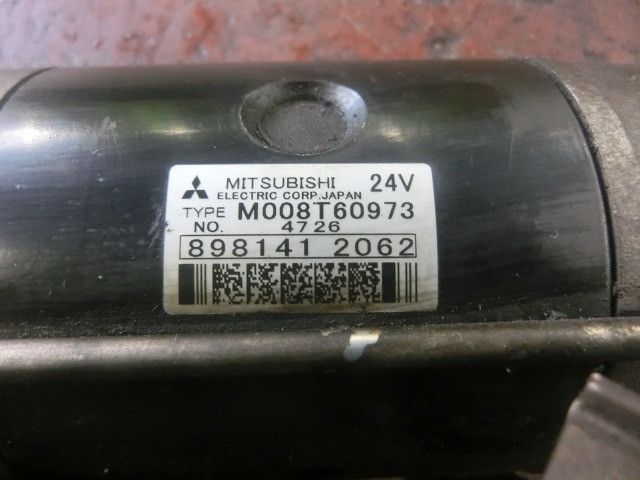 MITSUBISHI 24V
ELECTRIC CORP.JAPAN
TYPE M008T60973
NO. 4726
898141 2062